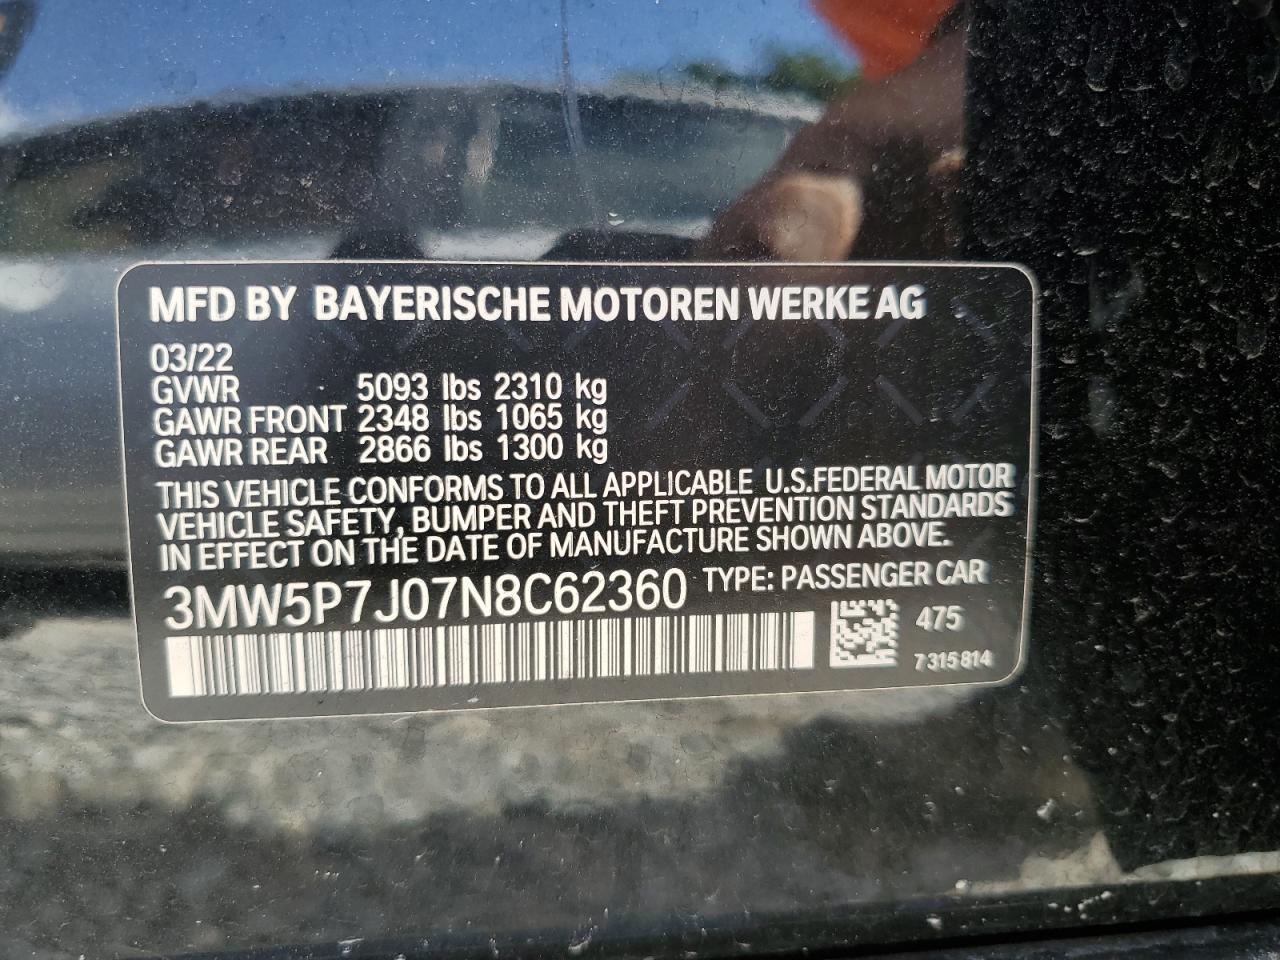 MFD BY BAYERISCHE MOTOREN WERKE AG
03/22
GVWR 5093 lbs 2310 kg
GAWR FRONT 2348 lbs 1065 kg
GAWR REAR 2866 lbs 1300 kg
THIS VEHICLE CONFORMS TO ALL APPLICABLE U.S.FEDERAL MOTOR
VEHICLE SAFETY, BUMPER AND THEFT PREVENTION STANDARDS
IN EFFECT ON THE DATE OF MANUFACTURE SHOWN ABOVE.
3MW5P7J07N8C62360 TYPE: PASSENGER CAR
475
7 315 814